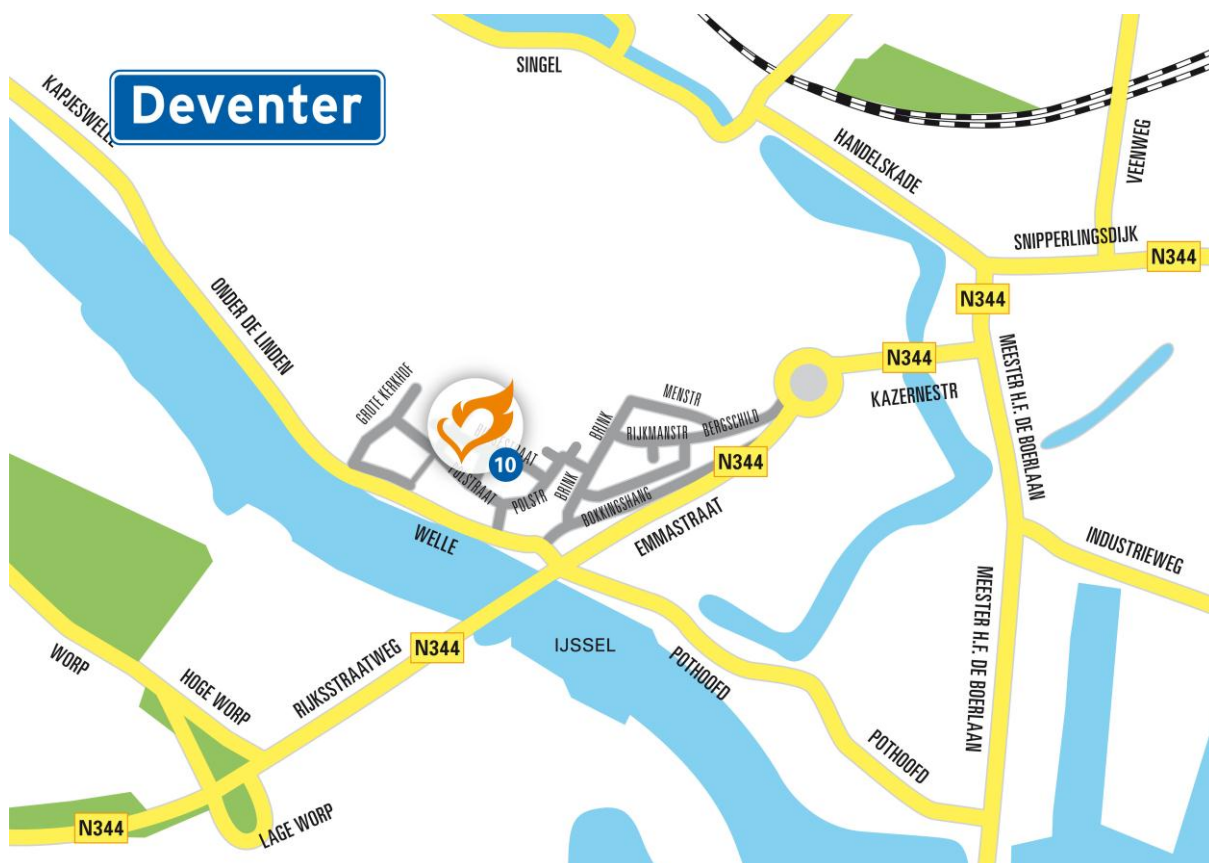 SINGEL
Deventer
KAPJESWELLE
HANDELSKADE
VEENWEG
SNIPPERLINGSDIJK
N344
N344
ONDER DE LINDEN
N344
KAZERNESTR
MEESTER H.F. DE BOERLAAN
GROTE KERKHOF
MENSTR
BRINK
RIJKMANSTR
BERGSCHILD
N344
10
POLSTR
BRINK
BOKKINGSHANG
WELLE
EMMASTRAAT
INDUSTRIEWEG
MEESTER H.F. DE BOERLAAN
WORP
HOGE WORP
RIJKSSTRAATWEG
N344
IJSSEL
POTHOOFD
POTHOOFD
N344
LAGE WORP